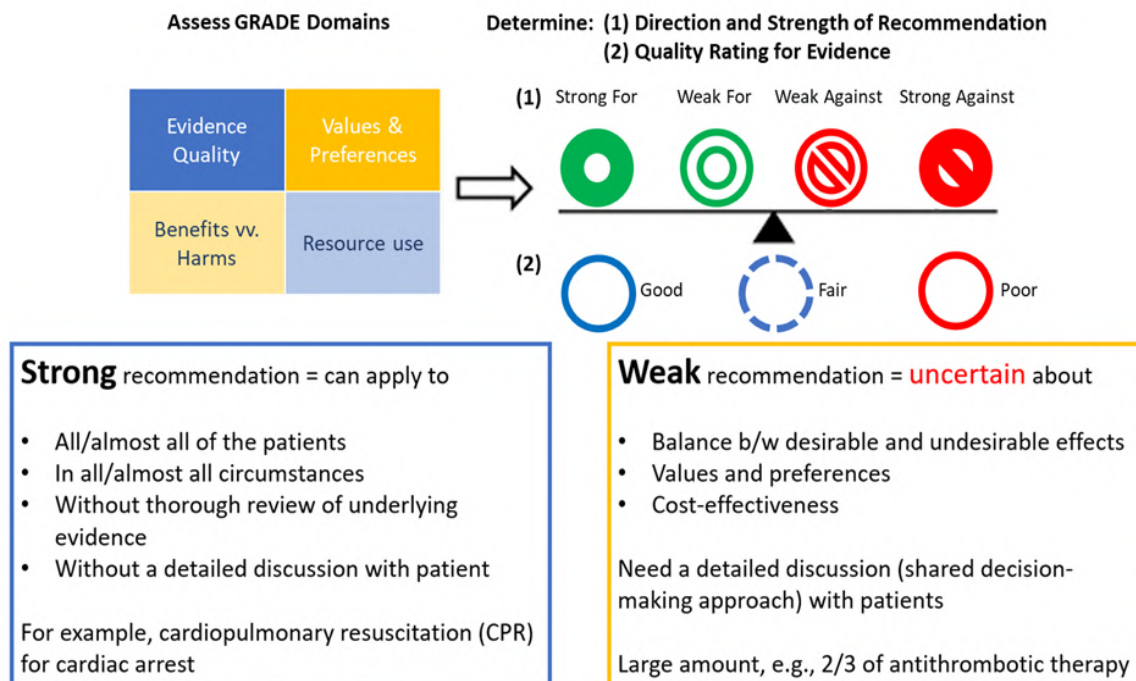 Assess GRADE Domains
Determine: (1) Direction and Strength of Recommendation
(2) Quality Rating for Evidence
Evidence
Quality
Values &
Preferences
Benefits vv.
Harms
Resource use
(1)
Strong For
Weak For
Weak Against
Strong Against
(2)
Good
Fair
Poor
Strong recommendation = can apply to
• All/almost all of the patients
• In all/almost all circumstances
• Without thorough review of underlying
evidence
• Without a detailed discussion with patient
For example, cardiopulmonary resuscitation (CPR)
for cardiac arrest
Weak recommendation = uncertain about
• Balance b/w desirable and undesirable effects
• Values and preferences
• Cost-effectiveness
Need a detailed discussion (shared decision-
making approach) with patients
Large amount, e.g., 2/3 of antithrombotic therapy